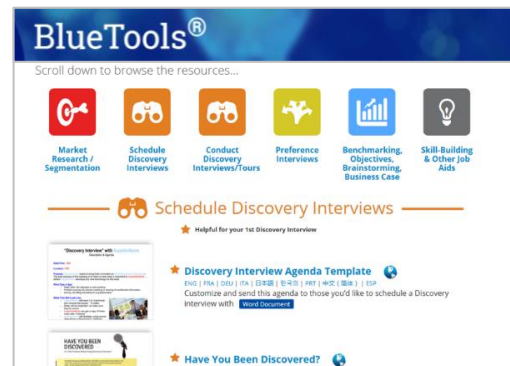 BlueTools®
Scroll down to browse the resources...
Market
Research /
Segmentation
Schedule
Discovery
Interviews
Conduct
Discovery
Interviews/Tours
Preference
Interviews
Benchmarking,
Objectives,
Brainstorming,
Business Case
Skill-Building
& Other Job
Aids
Schedule Discovery Interviews
Helpful for your 1st Discovery Interview
"Discovery Interview" with
Discovery Interview Agenda Template
ENG | FRA | DEU | ITA | 日本語 | 한국의 | PRT | 中文 ( 简体 ) | ESP
Customize and send this agenda to those you'd like to schedule a Discovery
Interview with Word Document
HAVE YOU BEEN
DISCOVERED
Have You Been Discovered?